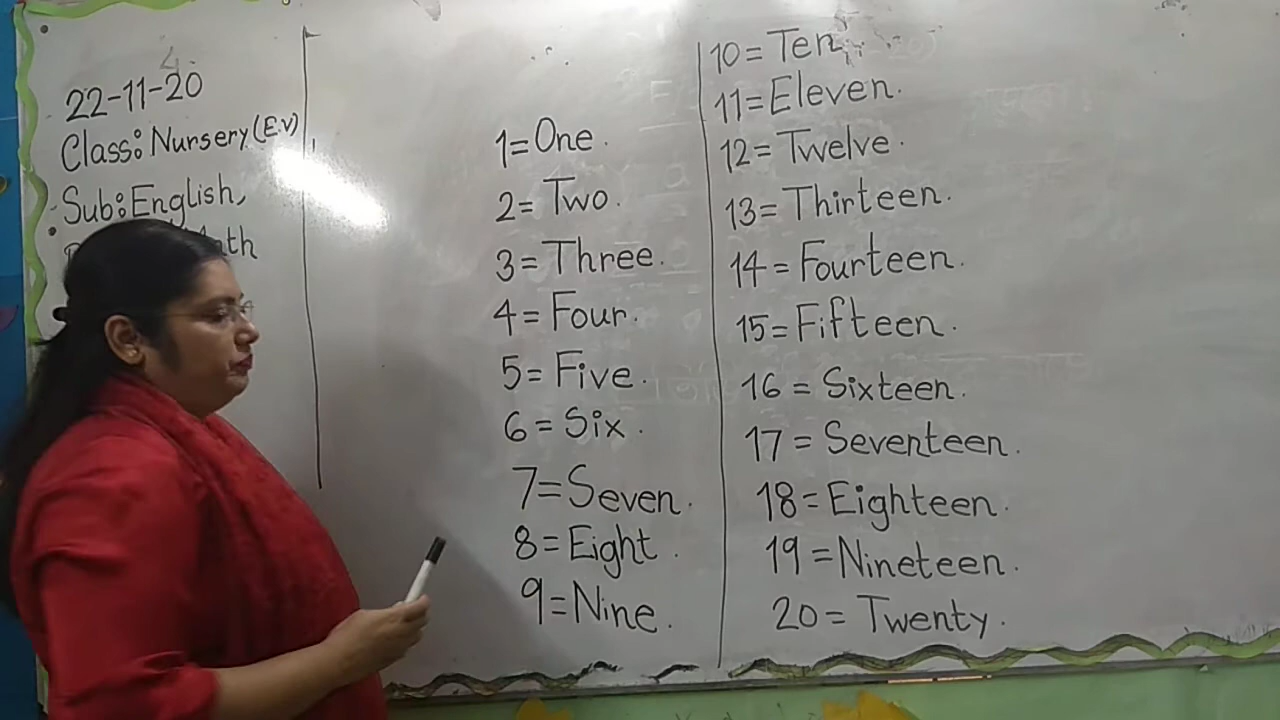 22-11-20
Class: Nursery (E.V)
Sub: English,
1=One.
2= Two.
3=Three.
4= Four.
5= Five.
6= Six.
7=Seven.
8=Eight.
9=Nine.
10=Ten.
11=Eleven.
12=Twelve.
13=Thirteen.
14=Fourteen.
15=Fifteen.
16=Sixteen.
17=Seventeen.
18=Eighteen.
19=Nineteen.
20=Twenty.